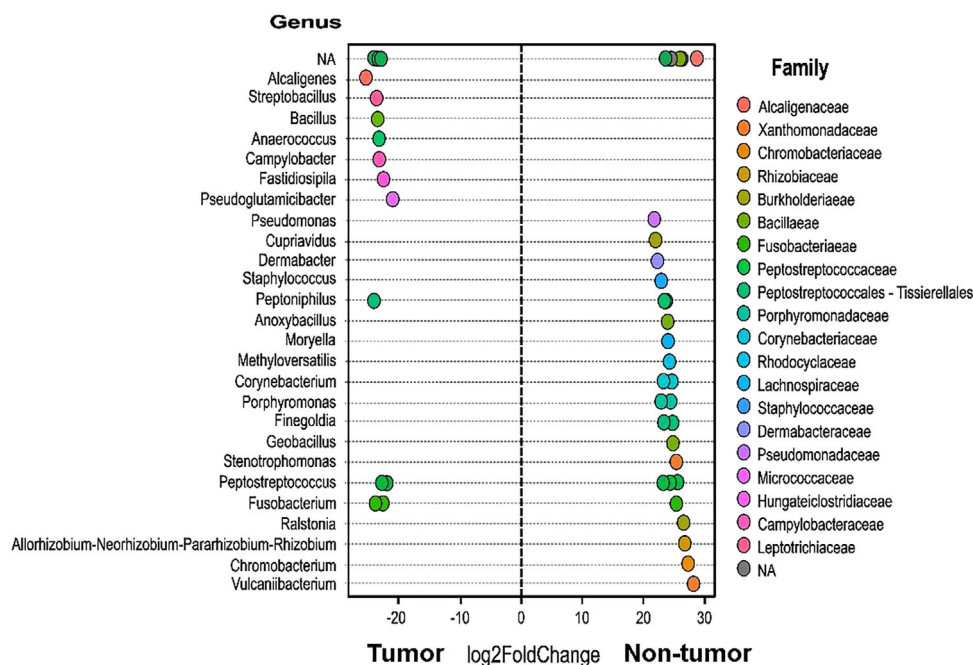 Genus
NA
Alcaligenes
Streptobacillus
Bacillus
Anaerococcus
Campylobacter
Fastidiosipila
Pseudoglutamicibacter
Pseudomonas
Cupriavidus
Dermabacter
Staphylococcus
Peptoniphilus
Anoxybacillus
Moryella
Methyloversatilis
Corynebacterium
Porphyromonas
Finegoldia
Geobacillus
Stenotrophomonas
Peptostreptococcus
Fusobacterium
Ralstonia
Allorhizobium-Neorhizobium-Pararhizobium-Rhizobium
Chromobacterium
Vulcaniibacterium
-20 -10 0 10 20 30
Tumor log2FoldChange Non-tumor
Family
Alcaligenaceae
Xanthomonadaceae
Chromobacteriaceae
Rhizobiaceae
Burkholderiaeae
Bacillaeae
Fusobacteriaeae
Peptostreptococcaceae
Peptostreptococcales - Tissierellales
Porphyromonadaceae
Corynebacteriaceae
Rhodocyclaceae
Lachnospiraceae
Staphylococcaceae
Dermabacteraceae
Pseudomonadaceae
Micrococcaceae
Hungateiclostridiaceae
Campylobacteraceae
Leptotrichiaceae
NA